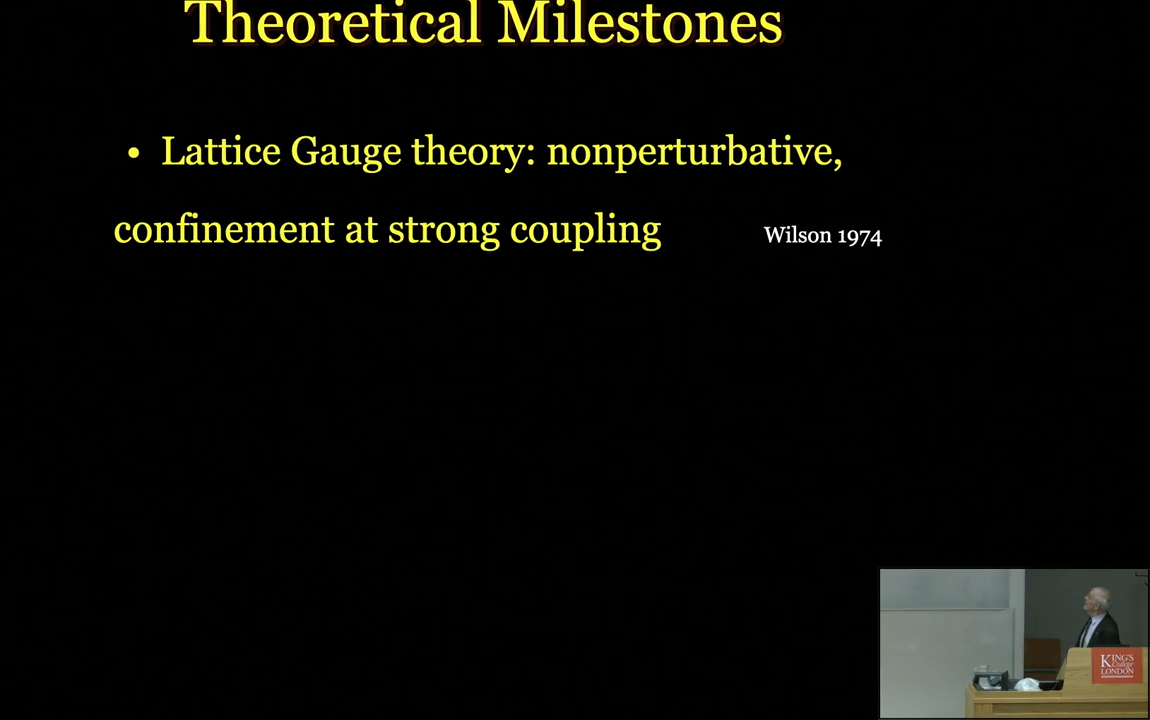 Theoretical Milestones
• Lattice Gauge theory: nonperturbative,
confinement at strong coupling
Wilson 1974
KING'S
College
LONDON